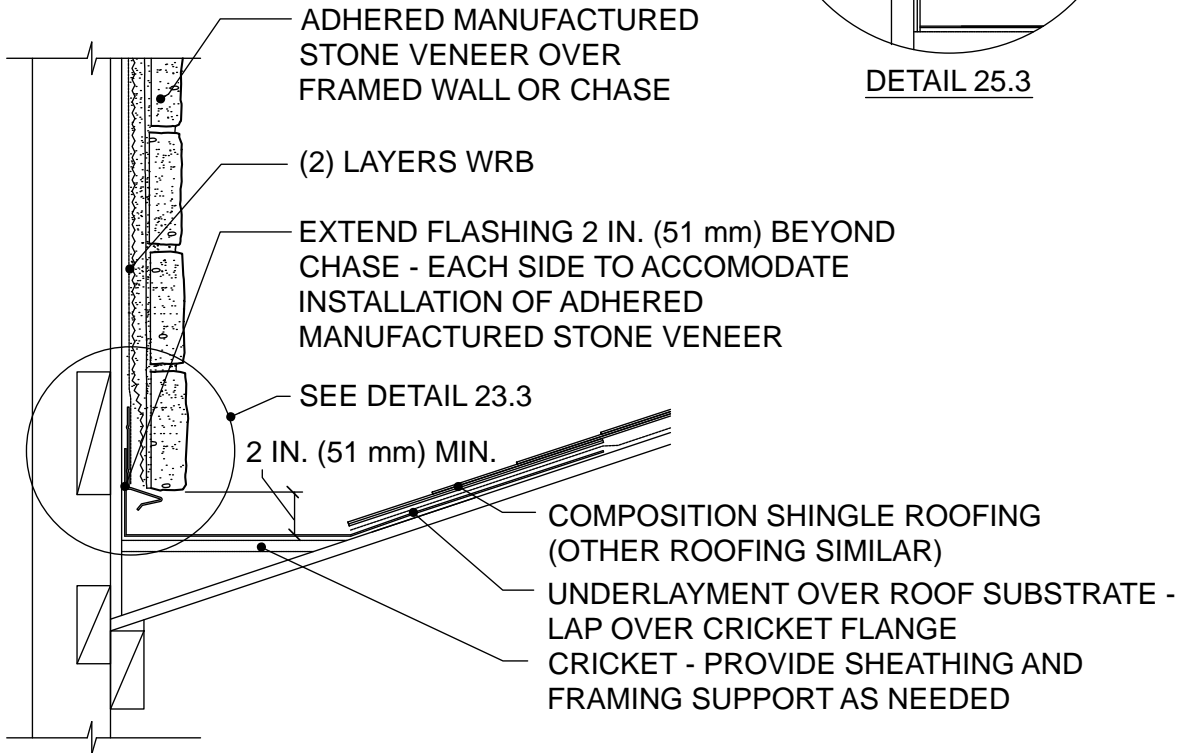 ADHERED MANUFACTURED
STONE VENEER OVER
FRAMED WALL OR CHASE
DETAIL 25.3
(2) LAYERS WRB
EXTEND FLASHING 2 IN. (51 mm) BEYOND
CHASE - EACH SIDE TO ACCOMODATE
INSTALLATION OF ADHERED
MANUFACTURED STONE VENEER
SEE DETAIL 23.3
2 IN. (51 mm) MIN.
COMPOSITION SHINGLE ROOFING
(OTHER ROOFING SIMILAR)
UNDERLAYMENT OVER ROOF SUBSTRATE -
LAP OVER CRICKET FLANGE
CRICKET - PROVIDE SHEATHING AND
FRAMING SUPPORT AS NEEDED